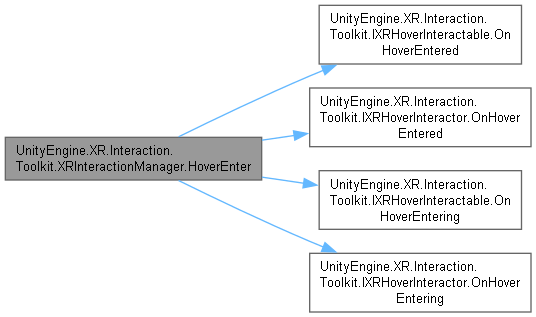 UnityEngine.XR.Interaction.
Toolkit.XRInteractionManager.HoverEnter
UnityEngine.XR.Interaction.
Toolkit.IXRHoverInteractable.On
HoverEntered
UnityEngine.XR.Interaction.
Toolkit.IXRHoverInteractor.OnHover
Entered
UnityEngine.XR.Interaction.
Toolkit.IXRHoverInteractable.On
HoverEntering
UnityEngine.XR.Interaction.
Toolkit.IXRHoverInteractor.OnHover
Entering